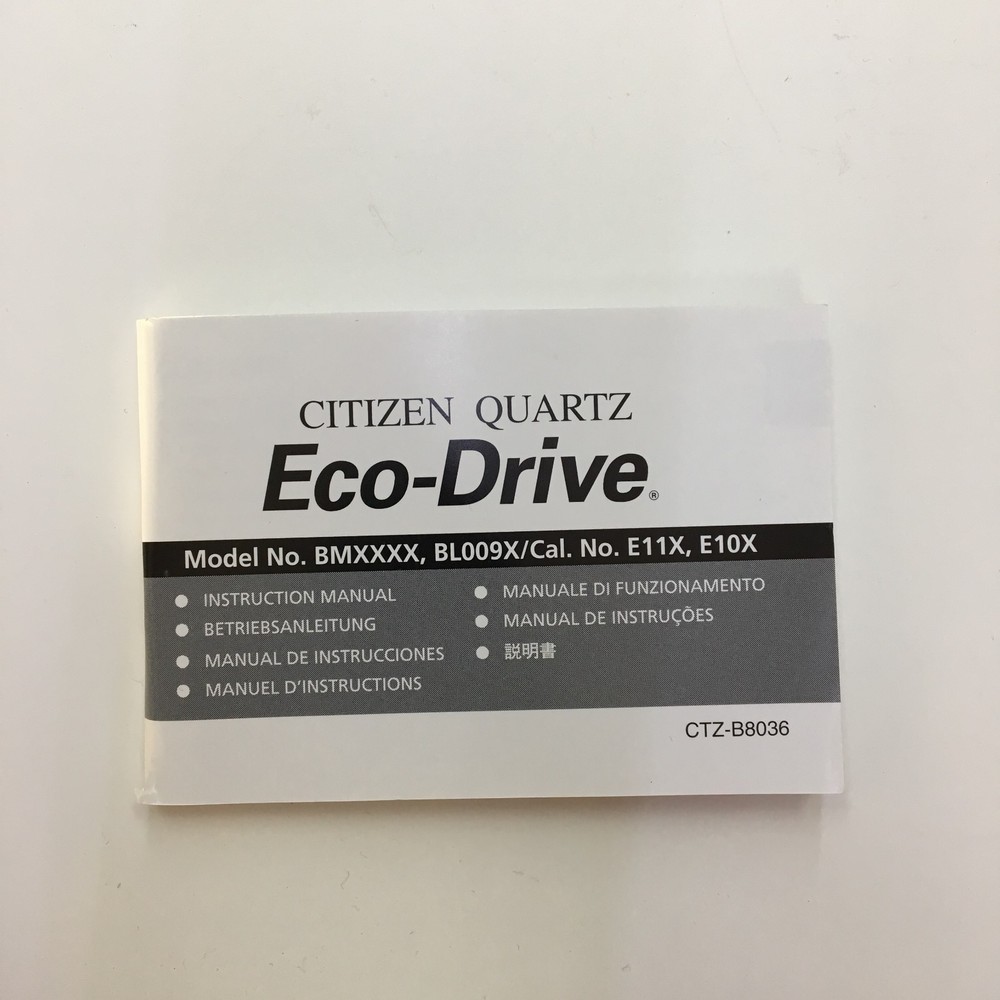 CITIZEN QUARTZ
Eco-Drive®
Model No. BMXXXX, BL009X/Cal. No. E11X, E10X
● INSTRUCTION MANUAL
● BETRIEBSANLEITUNG
● MANUAL DE INSTRUCCIONES
● MANUEL D'INSTRUCTIONS
● MANUALE DI FUNZIONAMENTO
● MANUAL DE INSTRUÇÕES
● 説明書
CTZ-B8036